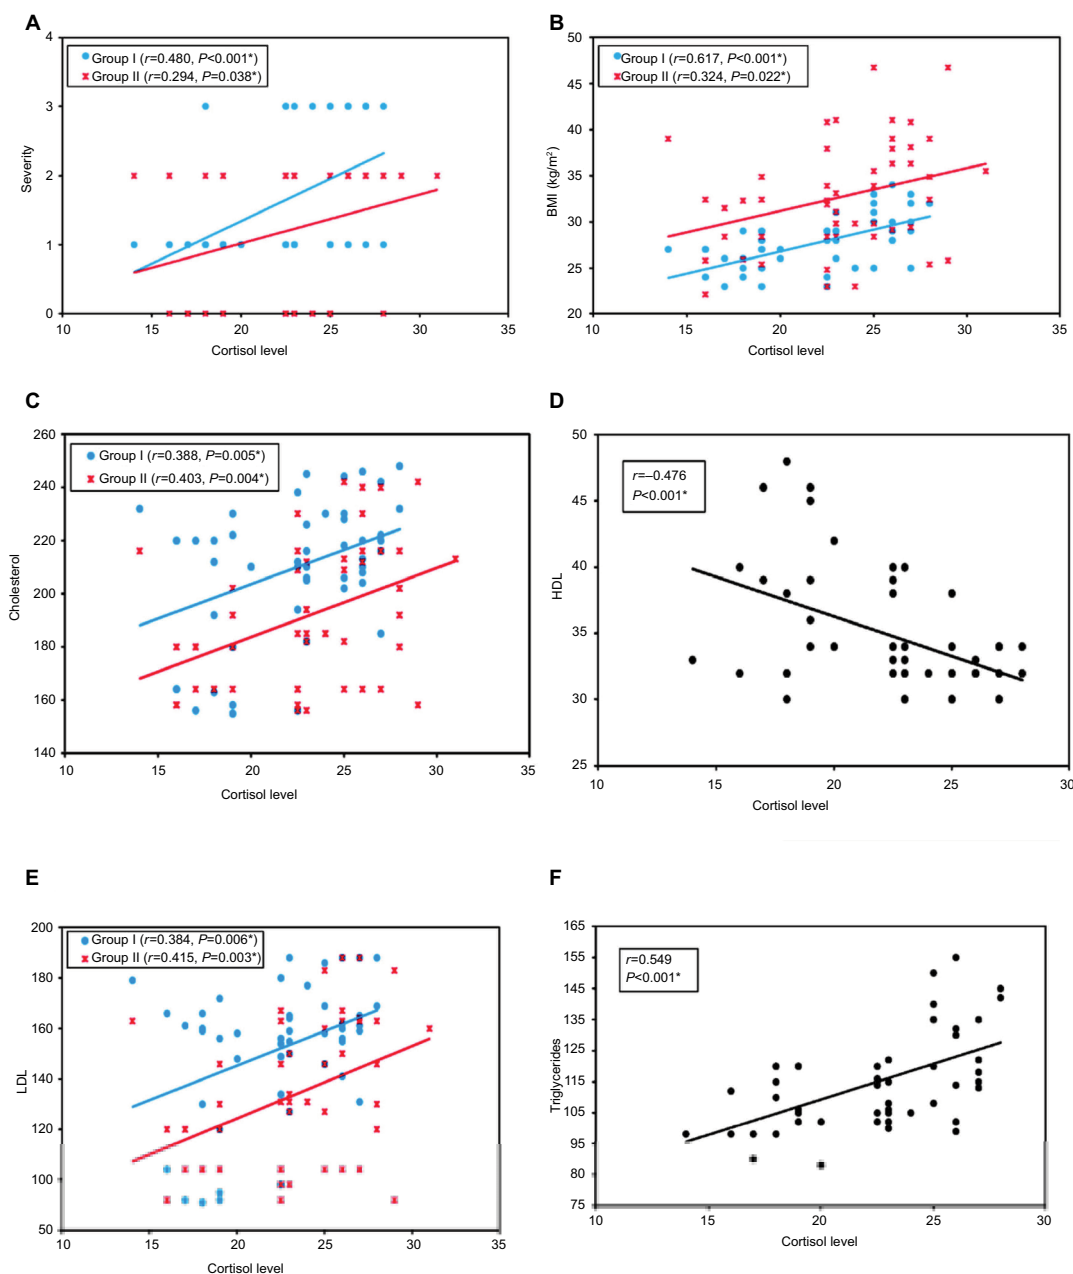 A
Group I (r=0.480, P<0.001*)
Group II (r=0.294, P=0.038*)
4
3
2
1
0
Severity
10 15 20 25 30 35
Cortisol level
B
Group I (r=0.617, P<0.001*)
Group II (r=0.324, P=0.022*)
50
45
40
35
30
25
20
BMI (kg/m²)
10 15 20 25 30 35
Cortisol level
C
Group I (r=0.388, P=0.005*)
Group II (r=0.403, P=0.004*)
260
240
220
200
180
160
140
Cholesterol
10 15 20 25 30 35
Cortisol level
D
r=–0.476
P<0.001*
50
45
40
35
30
25
HDL
10 15 20 25 30
Cortisol level
E
Group I (r=0.384, P=0.006*)
Group II (r=0.415, P=0.003*)
200
180
160
140
120
100
50
LDL
10 15 20 25 30 35
Cortisol level
F
r=0.549
P<0.001*
165
155
145
135
125
115
105
95
80
75
Triglycerides
10 15 20 25 30
Cortisol level